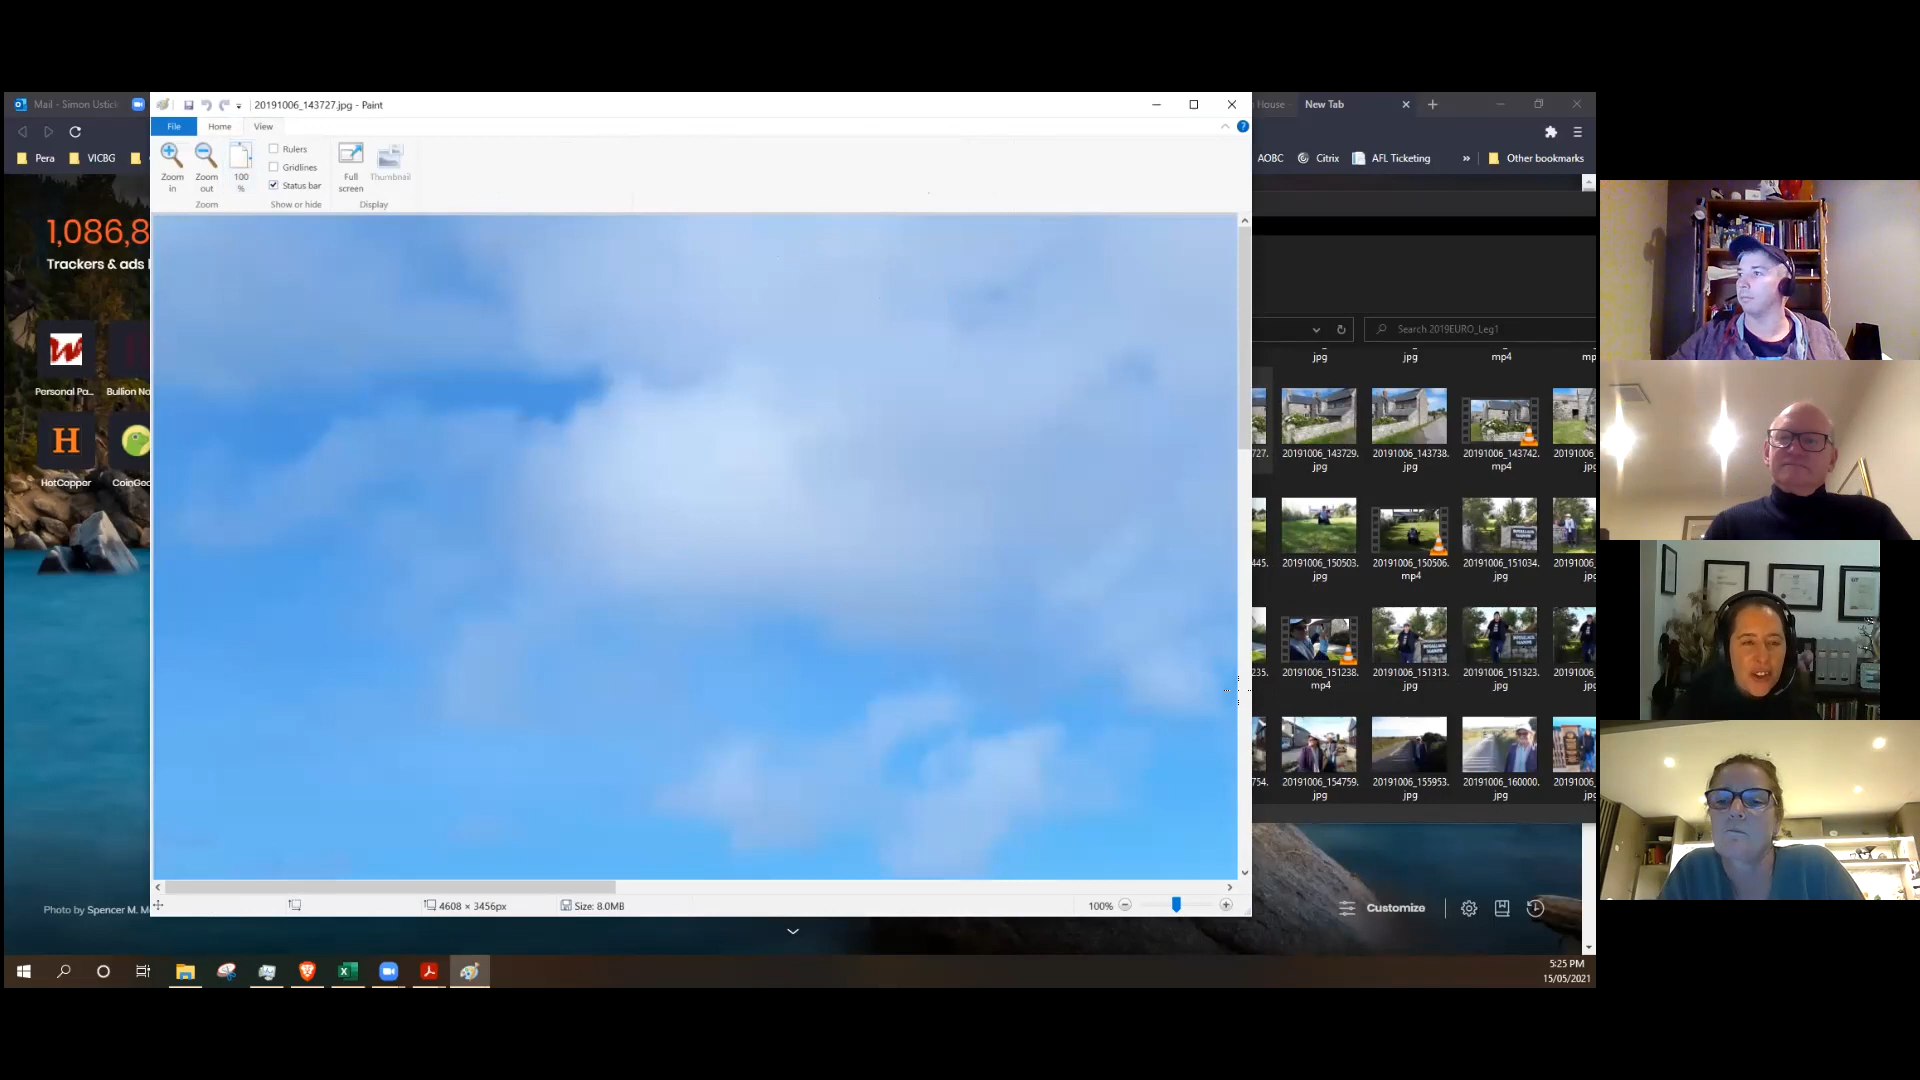 Mail - Simon Ustick
20191006_143727.jpg - Paint
House
New Tab
File
Home
View
Pera
VICBG
AOBC
Citrix
AFL Ticketing
»
Other bookmarks
Zoom in
Zoom out
100 %
Rulers
Gridlines
Status bar
Full screen
Thumbnail
Zoom
Show or hide
Display
1,086,8
Trackers & ads
Search 2019EURO_Leg1
jpg
jpg
mp4
Personal Pa...
Bullion No
HotCopper
CoinGec
20191006_143729.jpg
20191006_143738.jpg
20191006_143742.mp4
20191006_
20191006_150503.jpg
20191006_150506.mp4
20191006_151034.jpg
20191006_
20191006_151238.mp4
20191006_151313.jpg
20191006_151323.jpg
20191006_
20191006_154759.jpg
20191006_155953.jpg
20191006_160000.jpg
20191006_
Photo by Spencer M. M
4608 × 3456px
Size: 8.0MB
100%
Customize
5:25 PM
15/05/2021